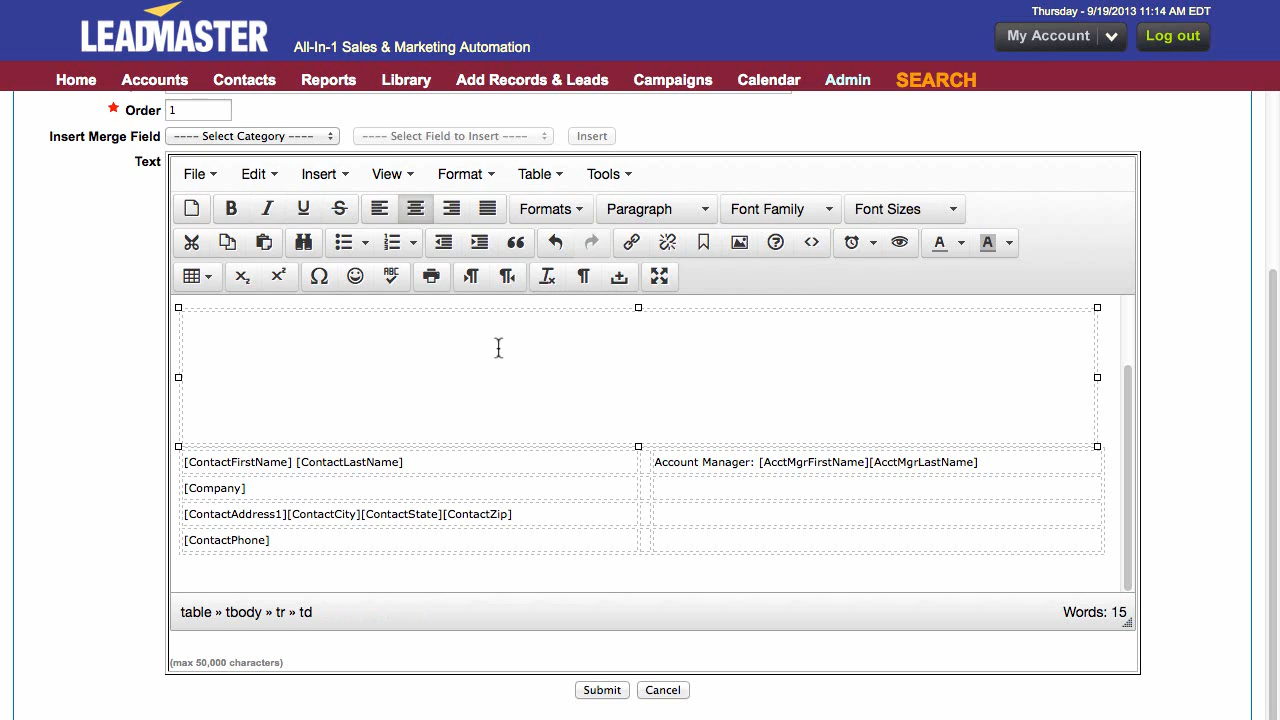 Thursday - 9/19/2013 11:14 AM EDT
LEADMASTER
All-In-1 Sales & Marketing Automation
My Account
Log out
Home Accounts Contacts Reports Library Add Records & Leads Campaigns Calendar Admin SEARCH
Order 1
Insert Merge Field ---- Select Category ---- ---- Select Field to Insert ---- Insert
Text
File Edit Insert View Format Table Tools
B I U S Formats Paragraph Font Family Font Sizes
A A
ABC
[ContactFirstName] [ContactLastName] Account Manager: [AcctMgrFirstName][AcctMgrLastName]
[Company]
[ContactAddress1][ContactCity][ContactState][ContactZip]
[ContactPhone]
table » tbody » tr » td Words: 15
(max 50,000 characters)
Submit Cancel